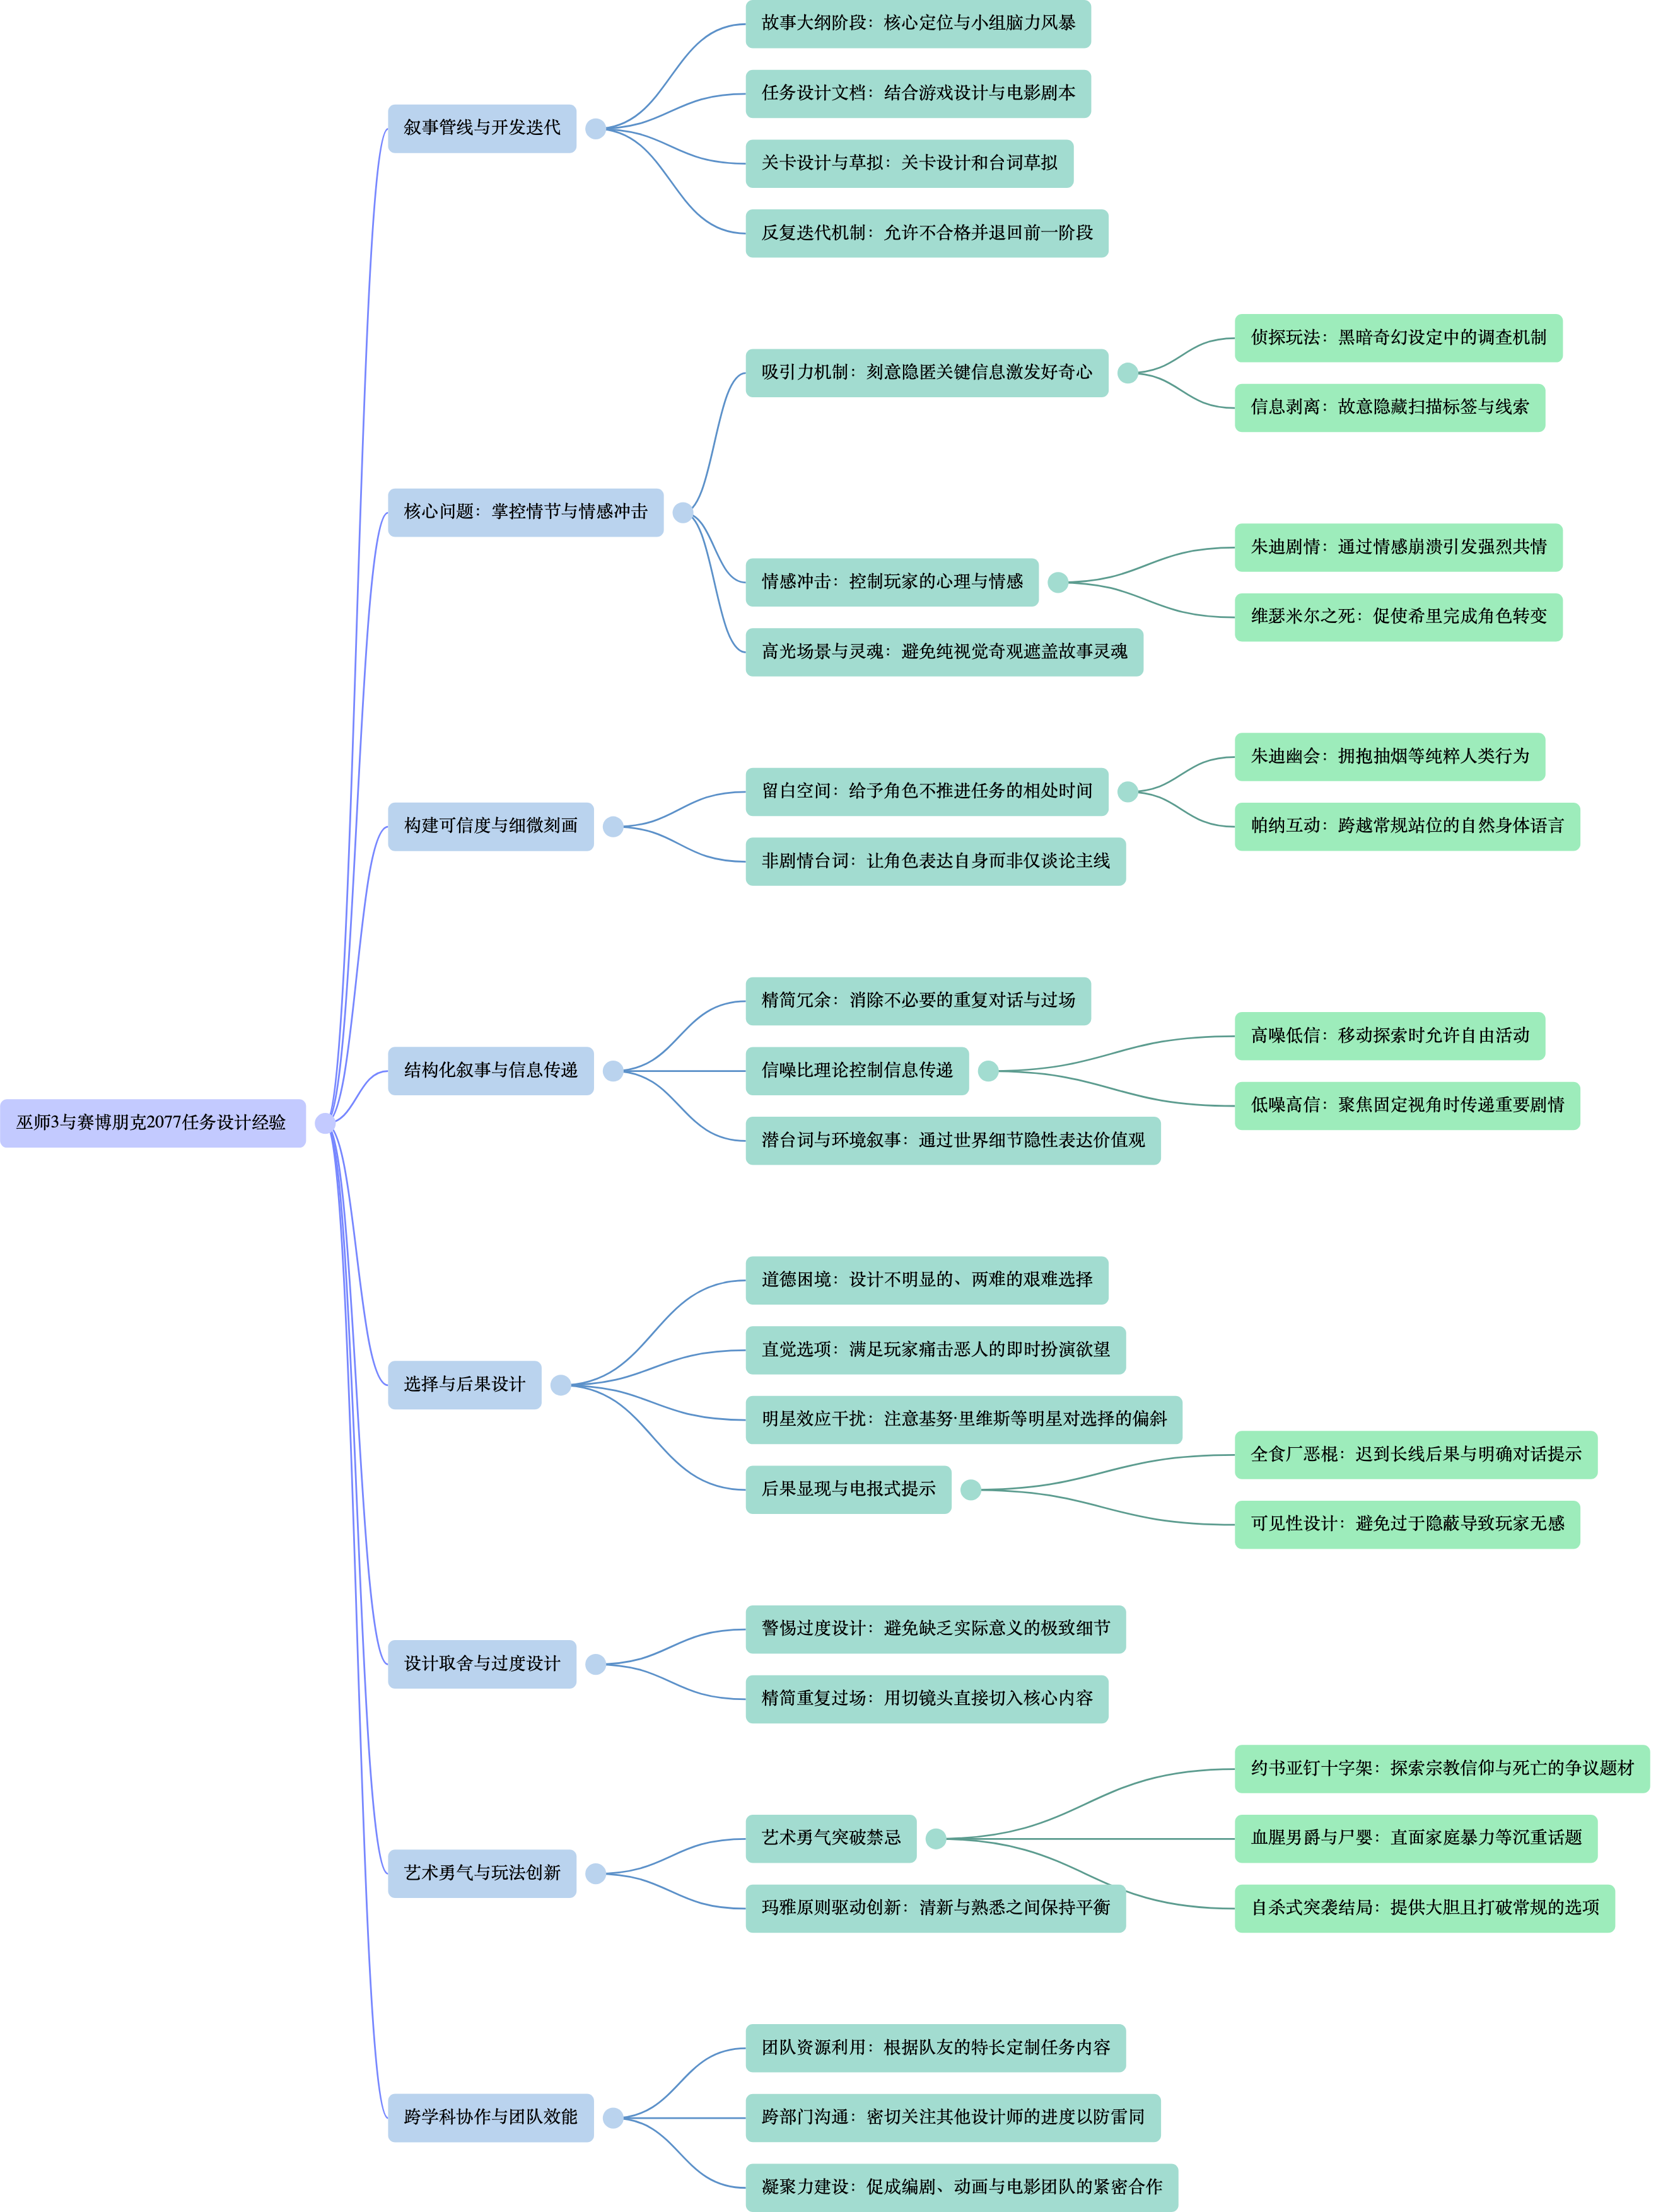 巫师3与赛博朋克2077任务设计经验
叙事管线与开发迭代
故事大纲阶段：核心定位与小组脑力风暴
任务设计文档：结合游戏设计与电影剧本
关卡设计与草拟：关卡设计和台词草拟
反复迭代机制：允许不合格并退回前一阶段
核心问题：掌控情节与情感冲击
吸引力机制：刻意隐匿关键信息激发好奇心
侦探玩法：黑暗奇幻设定中的调查机制
信息剥离：故意隐藏扫描标签与线索
情感冲击：控制玩家的心理与情感
朱迪剧情：通过情感崩溃引发强烈共情
维瑟米尔之死：促使希里完成角色转变
高光场景与灵魂：避免纯视觉奇观遮盖故事灵魂
构建可信度与细微刻画
留白空间：给予角色不推进任务的相处时间
朱迪幽会：拥抱抽烟等纯粹人类行为
帕纳互动：跨越常规站位的自然身体语言
非剧情台词：让角色表达自身而非仅谈论主线
结构化叙事与信息传递
精简冗余：消除不必要的重复对话与过场
信噪比理论控制信息传递
高噪低信：移动探索时允许自由活动
低噪高信：聚焦固定视角时传递重要剧情
潜台词与环境叙事：通过世界细节隐性表达价值观
选择与后果设计
道德困境：设计不明显的、两难的艰难选择
直觉选项：满足玩家痛击恶人的即时扮演欲望
明星效应干扰：注意基努·里维斯等明星对选择的偏斜
后果显现与电报式提示
全食厂恶棍：迟到长线后果与明确对话提示
可见性设计：避免过于隐蔽导致玩家无感
设计取舍与过度设计
警惕过度设计：避免缺乏实际意义的极致细节
精简重复过场：用切镜头直接切入核心内容
艺术勇气与玩法创新
艺术勇气突破禁忌
约书亚钉十字架：探索宗教信仰与死亡的争议题材
血腥男爵与尸婴：直面家庭暴力等沉重话题
自杀式突袭结局：提供大胆且打破常规的选项
玛雅原则驱动创新：清新与熟悉之间保持平衡
跨学科协作与团队效能
团队资源利用：根据队友的特长定制任务内容
跨部门沟通：密切关注其他设计师的进度以防雷同
凝聚力建设：促成编剧、动画与电影团队的紧密合作